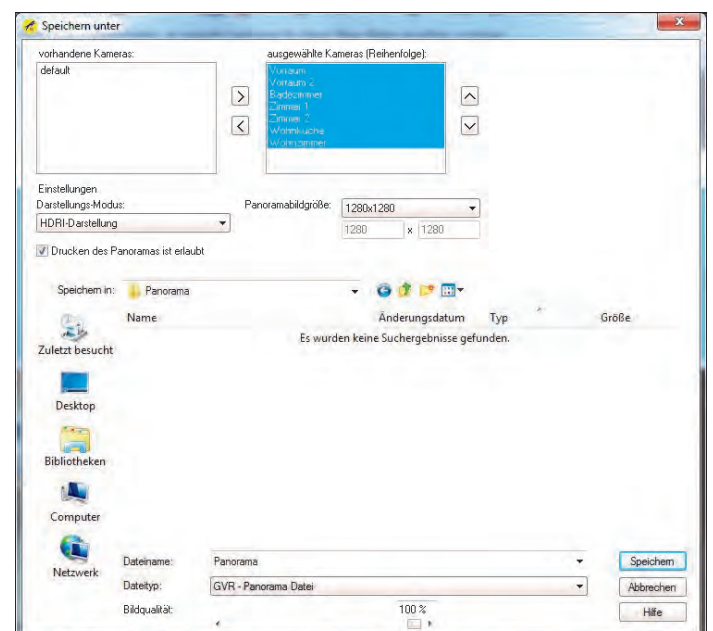 Speichern unter
vorhandene Kameras:
ausgewählte Kameras (Reihenfolge):
default
Vorraum
Vorraum 2
Badezimmer
Zimmer 1
Zimmer 2
Wohnküche
Wohnzimmer
Einstellungen
Darstellungs-Modus:
Panoramabildgröße:
HDRI-Darstellung
1280x1280
1280 x 1280
Drucken des Panoramas ist erlaubt
Speichern in: Panorama
Name Änderungsdatum Typ Größe
Es wurden keine Suchergebnisse gefunden.
Zuletzt besucht
Desktop
Bibliotheken
Computer
Netzwerk
Dateiname: Panorama Speichern
Dateityp: GVR - Panorama Datei Abbrechen
Bildqualität: 100 % Hilfe